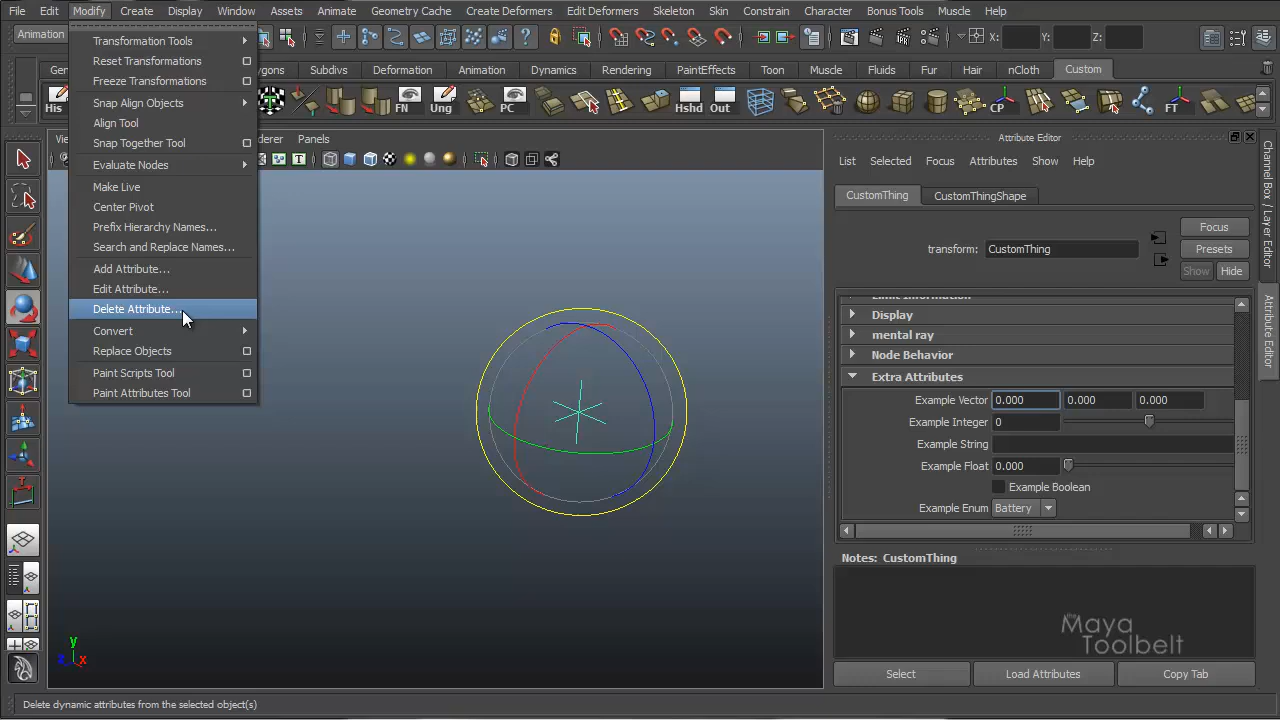 File Edit Modify Create Display Window Assets Animate Geometry Cache Create Deformers Edit Deformers Skeleton Skin Constrain Character Bonus Tools Muscle Help
Animation
X: Y: Z:
Transformation Tools
Reset Transformations
Freeze Transformations
Snap Align Objects
Align Tool
Snap Together Tool
Evaluate Nodes
Make Live
Center Pivot
Prefix Hierarchy Names...
Search and Replace Names...
Add Attribute...
Edit Attribute...
Delete Attribute...
Convert
Replace Objects
Paint Scripts Tool
Paint Attributes Tool
Subdivs Deformation Animation Dynamics Rendering PaintEffects Toon Muscle Fluids Fur Hair nCloth Custom
His FN Ung PC Hshd Out CP FT
Panels
Attribute Editor
List Selected Focus Attributes Show Help
CustomThing CustomThingShape
Focus
transform: CustomThing
Presets
Show Hide
Display
mental ray
Node Behavior
Extra Attributes
Example Vector 0.000 0.000 0.000
Example Integer 0
Example String
Example Float 0.000
Example Boolean
Example Enum Battery
Notes: CustomThing
the Maya
Toolbelt
Select Load Attributes Copy Tab
Channel Box / Layer Editor
Attribute Editor
y
z x
Delete dynamic attributes from the selected object(s)